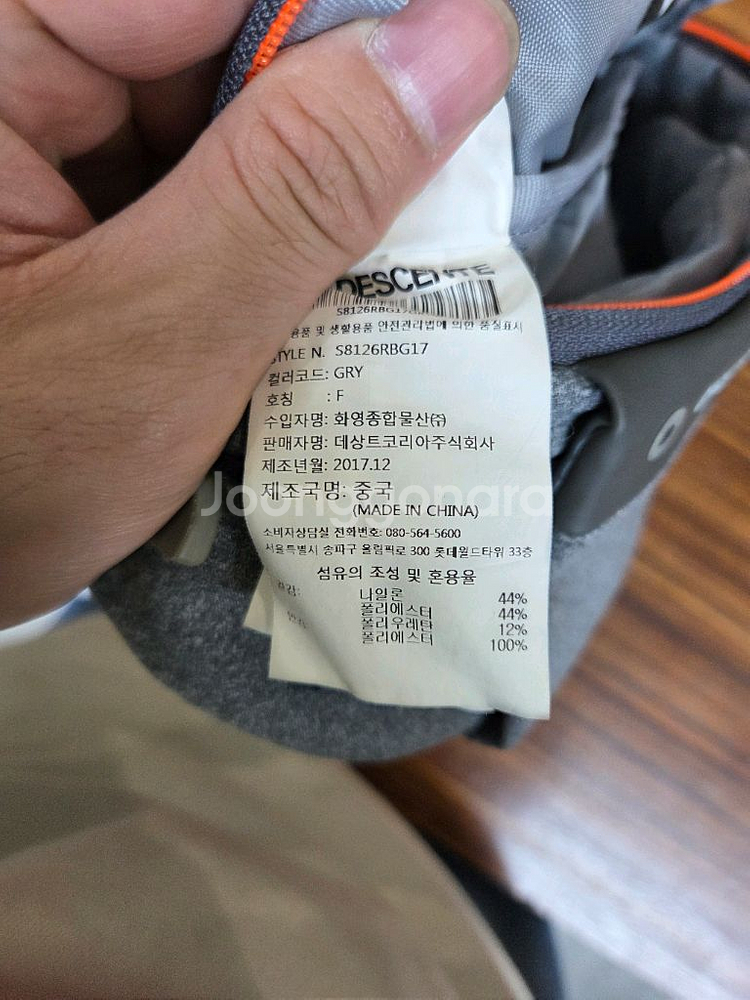 DESCENTE
S8126RBG17
용품 및 생활용품 안전관리법에 의한 품질표시
STYLE N. S8126RBG17
컬러코드: GRY
호칭 : F
수입자명: 화영종합물산㈜
판매자명: 데상트코리아주식회사
제조년월: 2017.12
제조국명: 중국
(MADE IN CHINA)
소비자상담실 전화번호: 080-564-5600
서울특별시 송파구 올림픽로 300 롯데월드타워 33층
섬유의 조성 및 혼용율
겉감: 나일론 44%
폴리에스터 44%
폴리우레탄 12%
폴리에스터 100%
Joonggonara